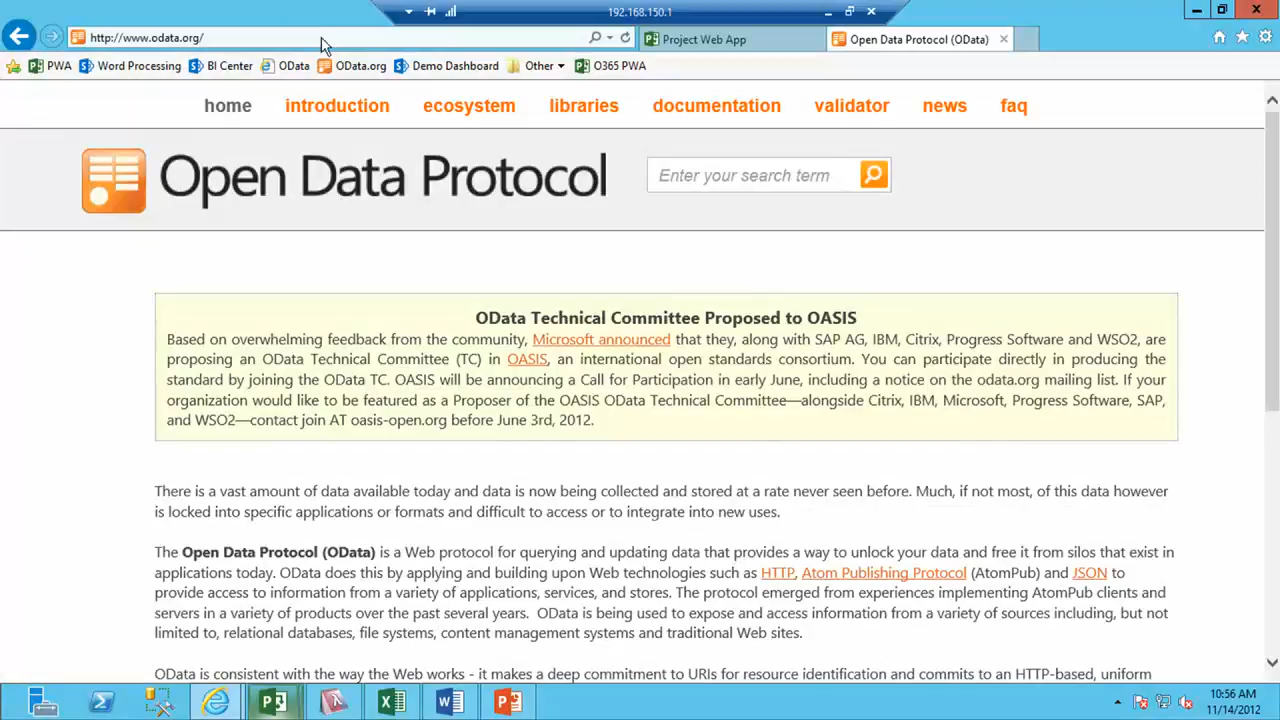 192.168.150.1
http://www.odata.org/
Project Web App
Open Data Protocol (OData)
PWA
Word Processing
BI Center
OData
OData.org
Demo Dashboard
Other
O365 PWA
home introduction ecosystem libraries documentation validator news faq
Open Data Protocol
Enter your search term
OData Technical Committee Proposed to OASIS
Based on overwhelming feedback from the community, Microsoft announced that they, along with SAP AG, IBM, Citrix, Progress Software and WSO2, are
proposing an OData Technical Committee (TC) in OASIS, an international open standards consortium. You can participate directly in producing the
standard by joining the OData TC. OASIS will be announcing a Call for Participation in early June, including a notice on the odata.org mailing list. If your
organization would like to be featured as a Proposer of the OASIS OData Technical Committee—alongside Citrix, IBM, Microsoft, Progress Software, SAP,
and WSO2—contact join AT oasis-open.org before June 3rd, 2012.
There is a vast amount of data available today and data is now being collected and stored at a rate never seen before. Much, if not most, of this data however
is locked into specific applications or formats and difficult to access or to integrate into new uses.
The Open Data Protocol (OData) is a Web protocol for querying and updating data that provides a way to unlock your data and free it from silos that exist in
applications today. OData does this by applying and building upon Web technologies such as HTTP, Atom Publishing Protocol (AtomPub) and JSON to
provide access to information from a variety of applications, services, and stores. The protocol emerged from experiences implementing AtomPub clients and
servers in a variety of products over the past several years. OData is being used to expose and access information from a variety of sources including, but not
limited to, relational databases, file systems, content management systems and traditional Web sites.
OData is consistent with the way the Web works - it makes a deep commitment to URIs for resource identification and commits to an HTTP-based, uniform
10:56 AM
11/14/2012